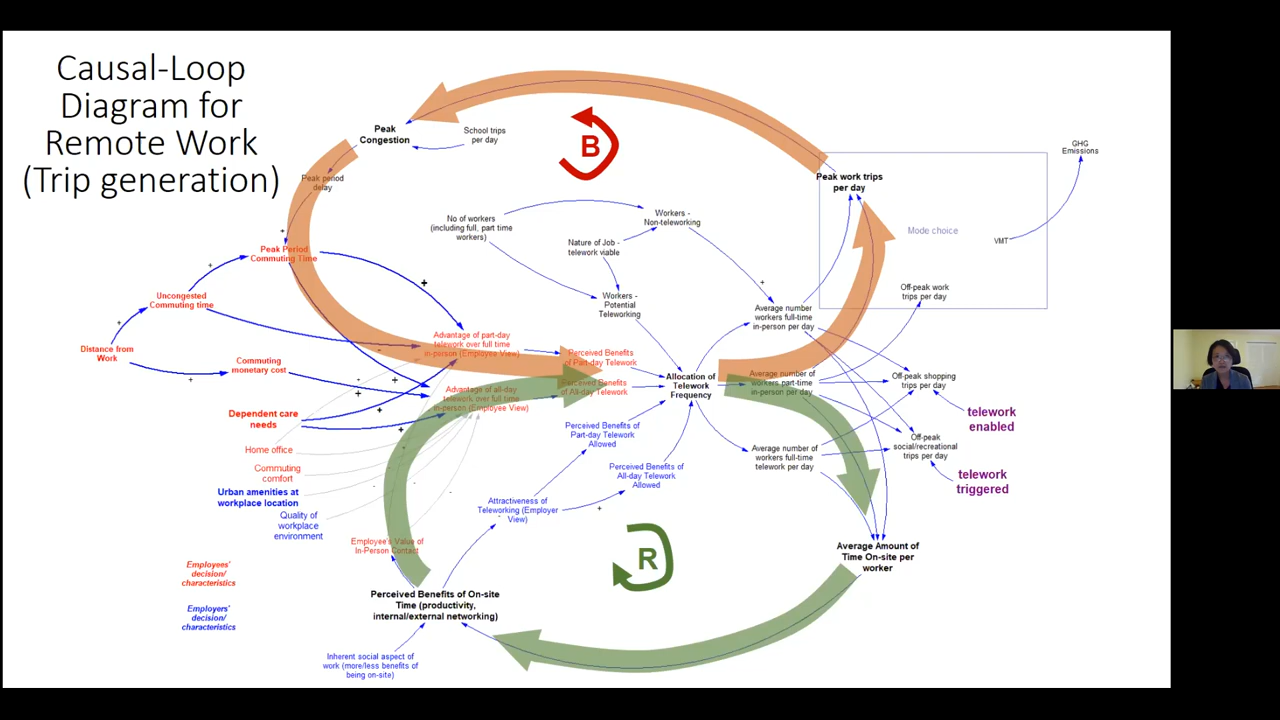 Causal-Loop
Diagram for
Remote Work
(Trip generation)
Peak
Congestion
School trips
per day
B
Peak period
delay
Peak work trips
per day
GHG
Emissions
Mode choice
VMT
No of workers
(including full, part time
workers)
Workers -
Non-teleworking
Nature of Job -
telework viable
+
Peak Period
Commuting Time
+
+
Uncongested
Commuting time
+
Workers -
Potential
Teleworking
+
Off-peak work
trips per day
Average number
workers full-time
in-person per day
Distance from
Work
+
Commuting
monetary cost
Advantage of part-day
telework over full time
in-person (Employee View)
Perceived Benefits
of Part-day Telework
Advantage of all-day
telework over full time
in-person (Employee View)
Perceived Benefits
of All-day Telework
Allocation of
Telework
Frequency
Average number of
workers part-time
in-person per day
Off-peak shopping
trips per day
-
+
+
+
+
Dependent care
needs
telework
enabled
Home office
Perceived Benefits of
Part-day Telework
Allowed
Off-peak
social/recreational
trips per day
Commuting
comfort
Perceived Benefits of
All-day Telework
Allowed
Average number of
workers full-time
telework per day
telework
triggered
Urban amenities at
workplace location
Quality of
workplace
environment
-
-
-
Attractiveness of
Teleworking (Employer
View)
+
Employee's Value of
In-Person Contact
R
Average Amount of
Time On-site per
worker
Employees'
decision/
characteristics
Perceived Benefits of On-site
Time (productivity,
internal/external networking)
Employers'
decision/
characteristics
Inherent social aspect of
work (more/less benefits of
being on-site)